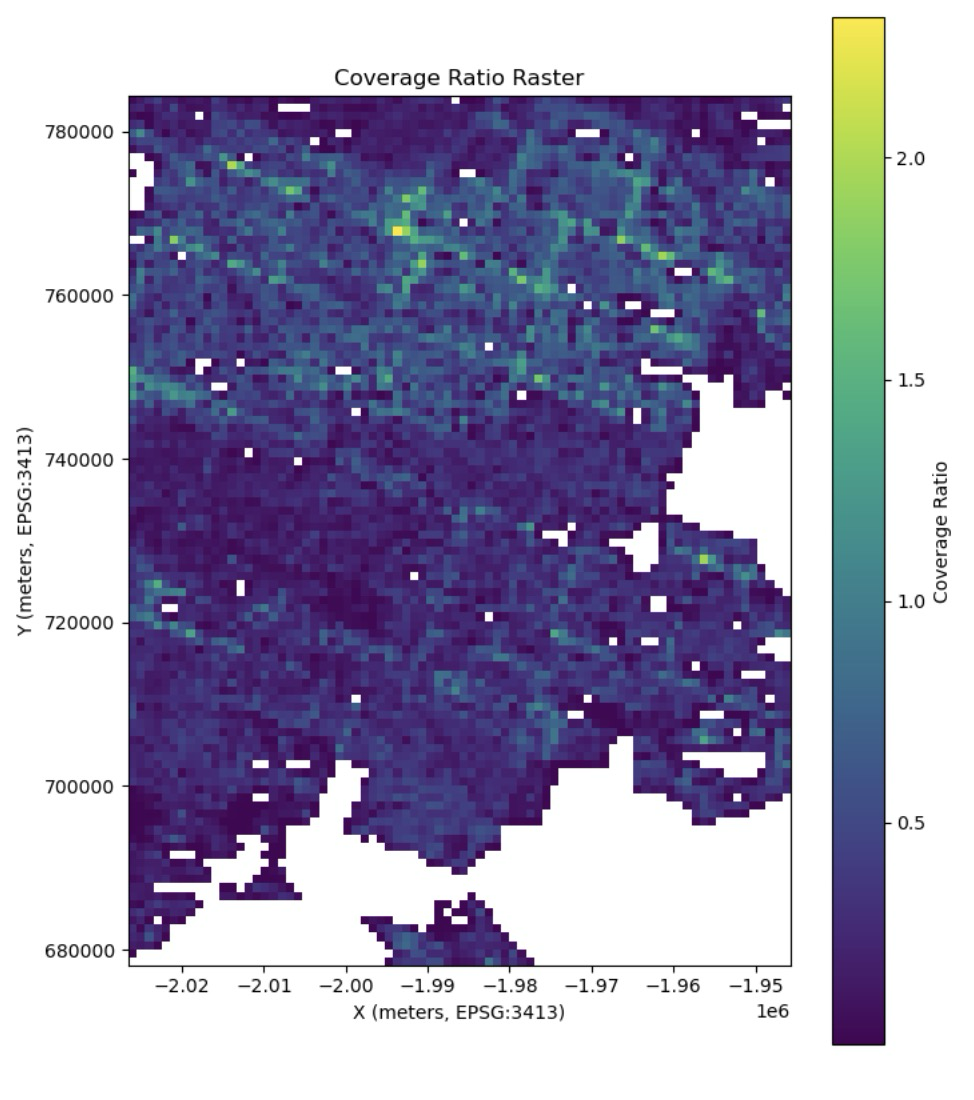 Coverage Ratio Raster
780000
760000
740000
720000
700000
680000
Y (meters, EPSG:3413)
−2.02 −2.01 −2.00 −1.99 −1.98 −1.97 −1.96 −1.95
1e6
X (meters, EPSG:3413)
2.0
1.5
1.0
0.5
Coverage Ratio